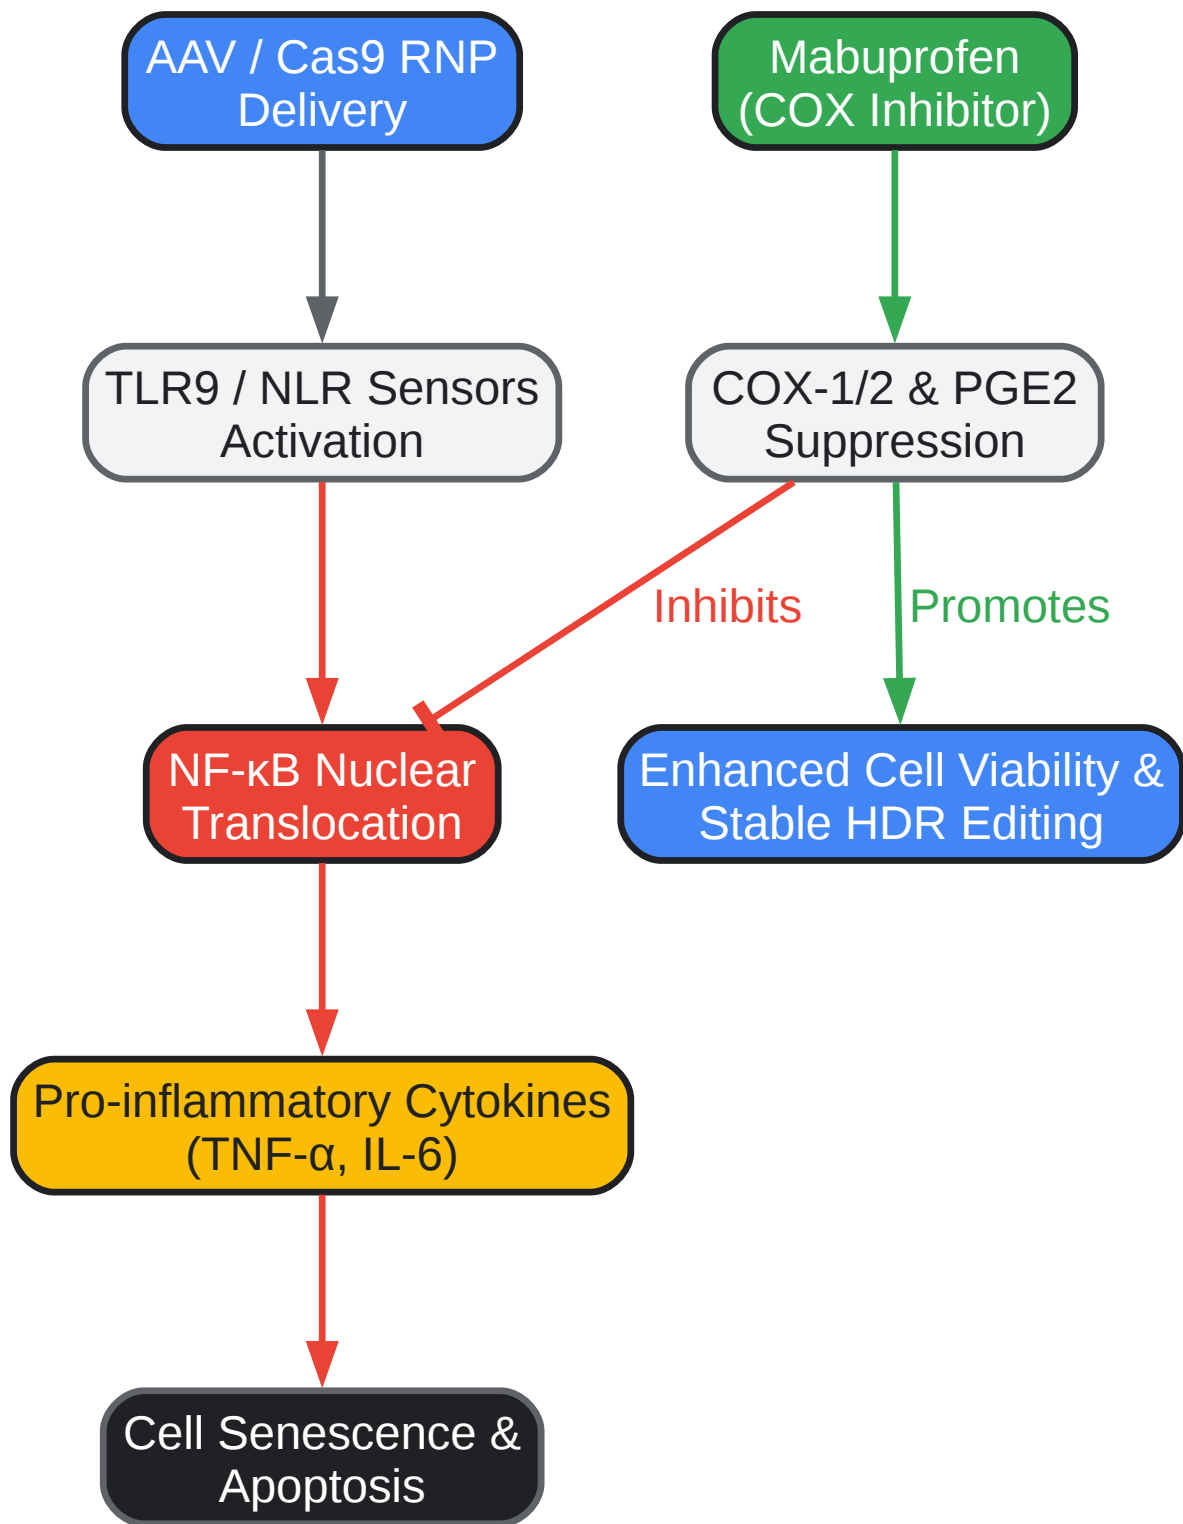 AAV / Cas9 RNP
Delivery
Mabuprofen
(COX Inhibitor)
TLR9 / NLR Sensors
Activation
COX-1/2 & PGE2
Suppression
Inhibits
Promotes
NF-κB Nuclear
Translocation
Enhanced Cell Viability &
Stable HDR Editing
Pro-inflammatory Cytokines
(TNF-α, IL-6)
Cell Senescence &
Apoptosis